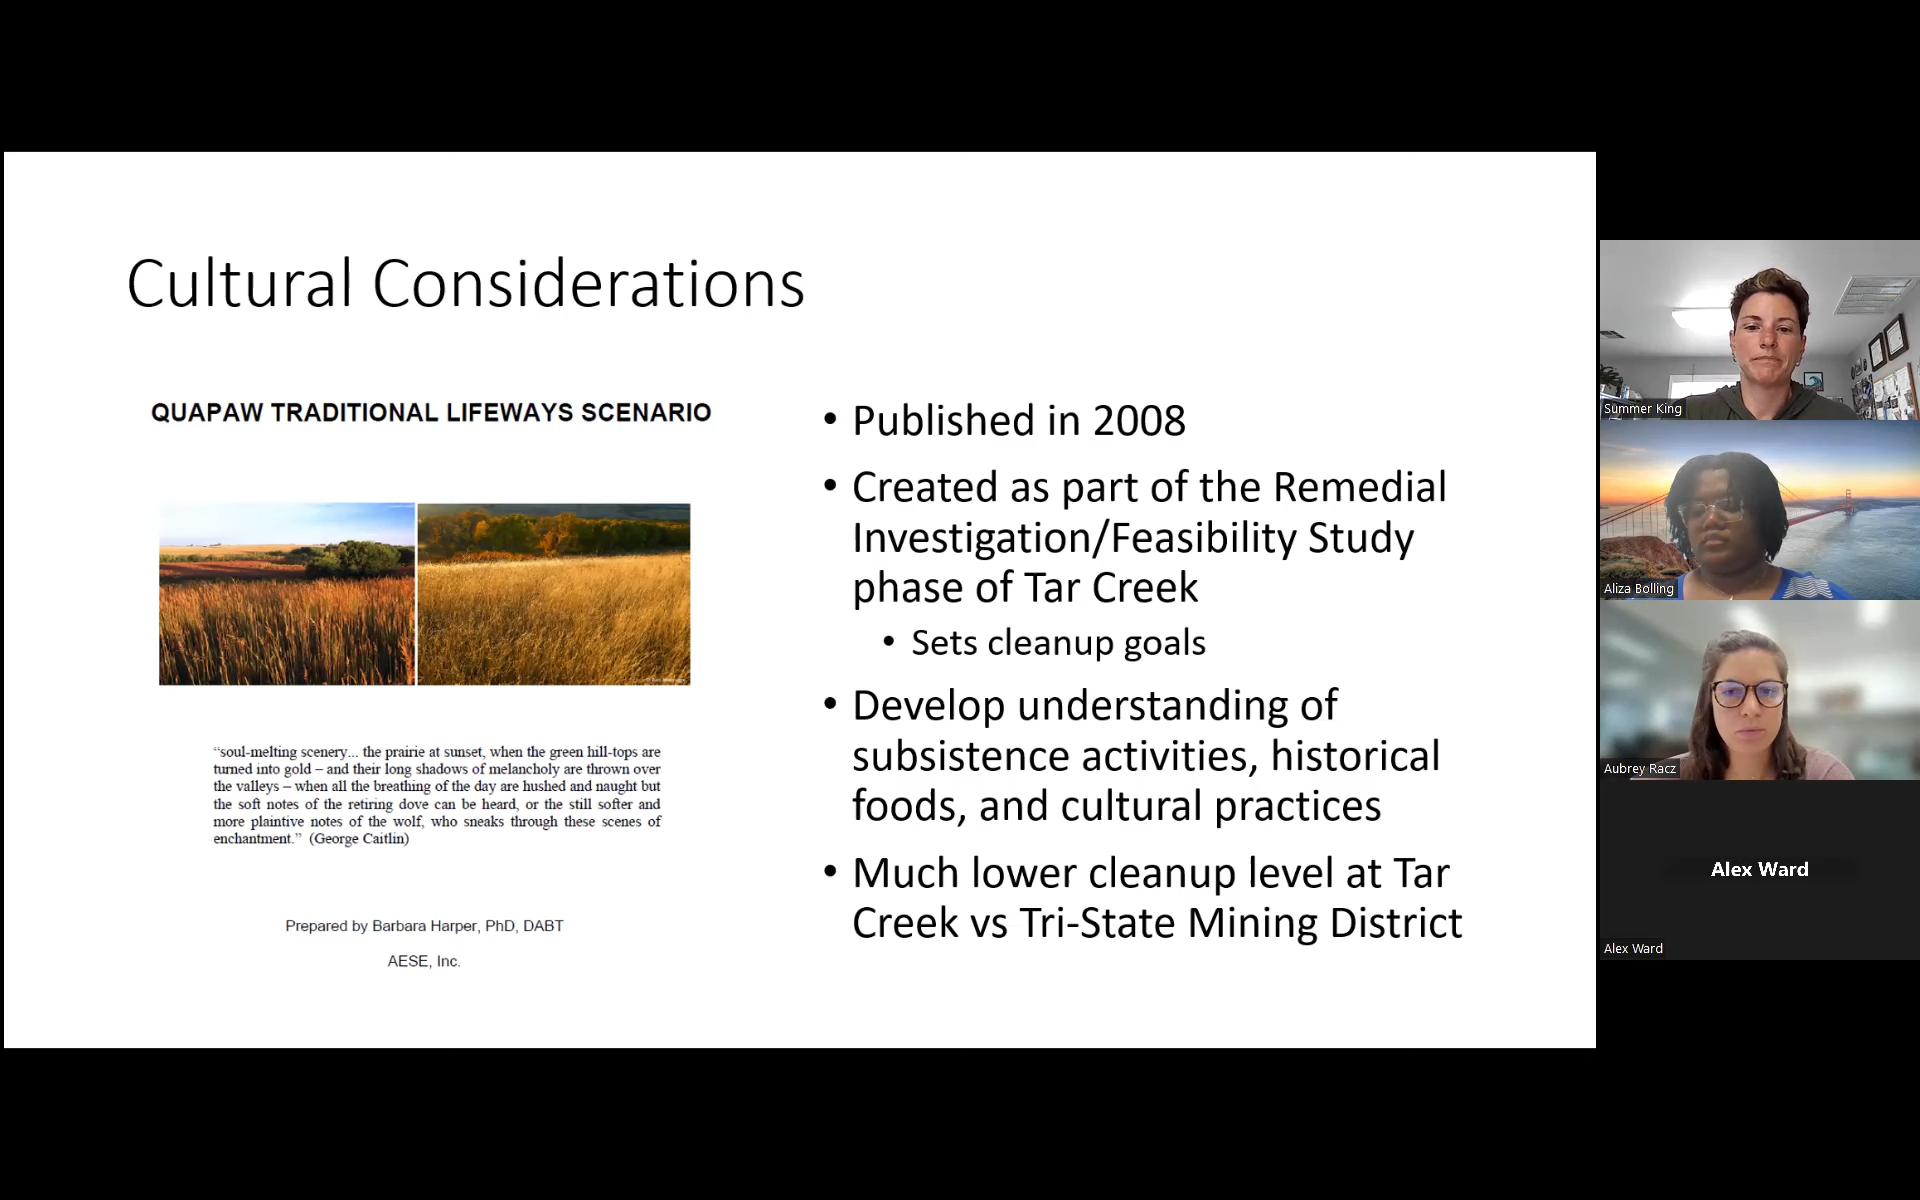 Cultural Considerations
QUAPAW TRADITIONAL LIFEWAYS SCENARIO
“soul-melting scenery... the prairie at sunset, when the green hill-tops are
turned into gold – and their long shadows of melancholy are thrown over
the valleys – when all the breathing of the day are hushed and naught but
the soft notes of the retiring dove can be heard, or the still softer and
more plaintive notes of the wolf, who sneaks through these scenes of
enchantment.” (George Caitlin)
Prepared by Barbara Harper, PhD, DABT
AESE, Inc.
• Published in 2008
• Created as part of the Remedial
Investigation/Feasibility Study
phase of Tar Creek
• Sets cleanup goals
• Develop understanding of
subsistence activities, historical
foods, and cultural practices
• Much lower cleanup level at Tar
Creek vs Tri-State Mining District
Summer King
Aliza Bolling
Aubrey Racz
Alex Ward
Alex Ward